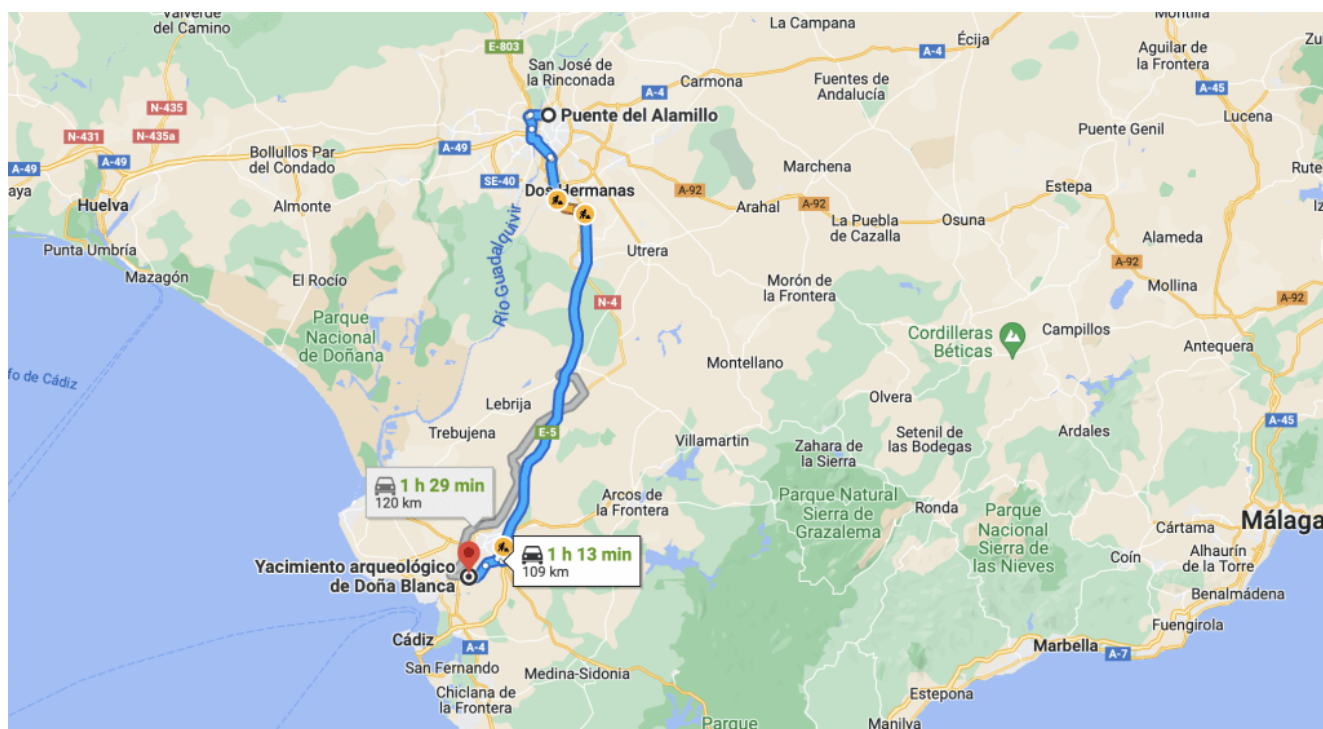 Valverde
del Camino
E-803
San José de
la Rinconada
La Campana
A-4
Écija
Montilla
Aguilar de
la Frontera
Carmona
A-4
Fuentes de
Andalucía
A-45
Lucena
N-435
N-431
N-435a
A-49
A-49
Bollullos Par
del Condado
A-49
Puente del Alamillo
Puente Genil
Marchena
SE-40
Dos Hermanas
A-92
Arahal
A-92
Estepa
Huelva
Almonte
La Puebla
de Cazalla
Osuna
Punta Umbría
Utrera
Alameda
A-92
Mazagón
El Rocío
Río Guadalquivir
Morón de
la Frontera
Mollina
A-92
N-4
Parque
Nacional
de Doñana
Cordilleras
Béticas
Campillos
Antequera
Montellano
fo de Cádiz
Lebrija
Olvera
A-45
Trebujena
E-5
Villamartin
Zahara de
la Sierra
Setenil de
las Bodegas
Ardales
1 h 29 min
120 km
Arcos de
la Frontera
Parque Natural
Sierra de
Grazalema
Ronda
Parque
Nacional
Sierra de
las Nieves
Cártama
Málaga
1 h 13 min
109 km
Coín
Alhaurín
de la Torre
Yacimiento arqueológico
de Doña Blanca
Benalmádena
Fuengirola
Cádiz
A-4
Marbella
A-7
San Fernando
Medina-Sidonia
Chiclana de
la Frontera
Estepona
Parque
Manilva